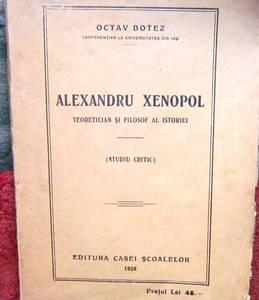 OCTAV BOTEZ
CONFERENȚIAR LA UNIVERSITATEA DIN IAȘI
ALEXANDRU XENOPOL
TEORETICIAN ȘI FILOSOF AL ISTORIEI
(STUDIU CRITIC)
EDITURA CASEI ȘCOALELOR
1928
Prețul Lei 46.—